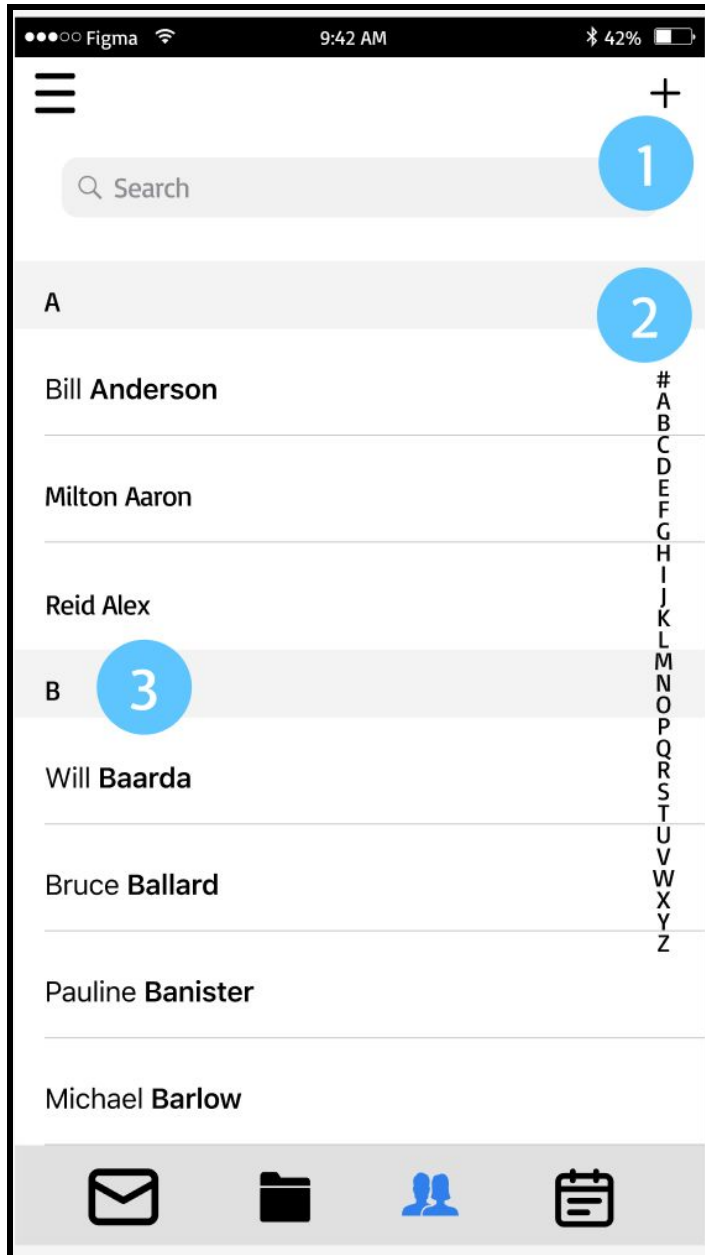 Figma 9:42 AM 42%
1
Search
A
2
Bill Anderson
Milton Aaron
Reid Alex
B 3
Will Baarda
Bruce Ballard
Pauline Banister
Michael Barlow
#
A
B
C
D
E
F
G
H
I
J
K
L
M
N
O
P
Q
R
S
T
U
V
W
X
Y
Z